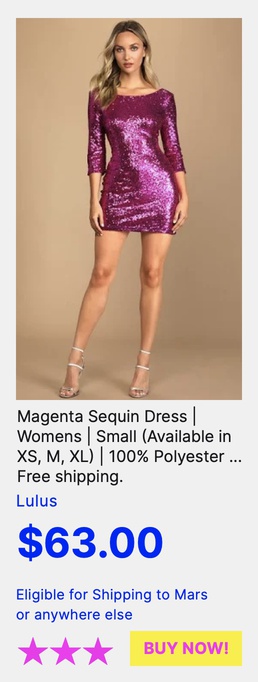 Magenta Sequin Dress |
Womens | Small (Available in
XS, M, XL) | 100% Polyester ...
Free shipping.
Lulus
$63.00
Eligible for Shipping to Mars
or anywhere else
BUY NOW!